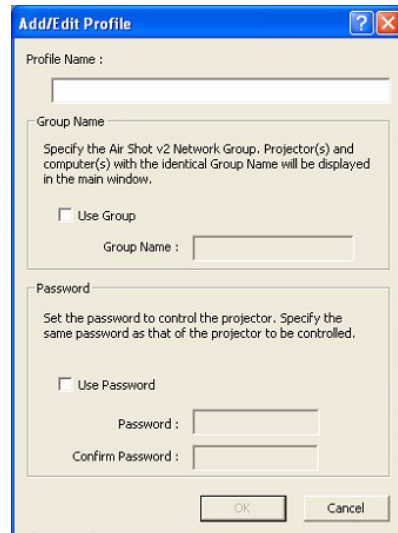 Add/Edit Profile
Profile Name :
Group Name
Specify the Air Shot v2 Network Group. Projector(s) and
computer(s) with the identical Group Name will be displayed
in the main window.
Use Group
Group Name :
Password
Set the password to control the projector. Specify the
same password as that of the projector to be controlled.
Use Password
Password :
Confirm Password :
OK
Cancel